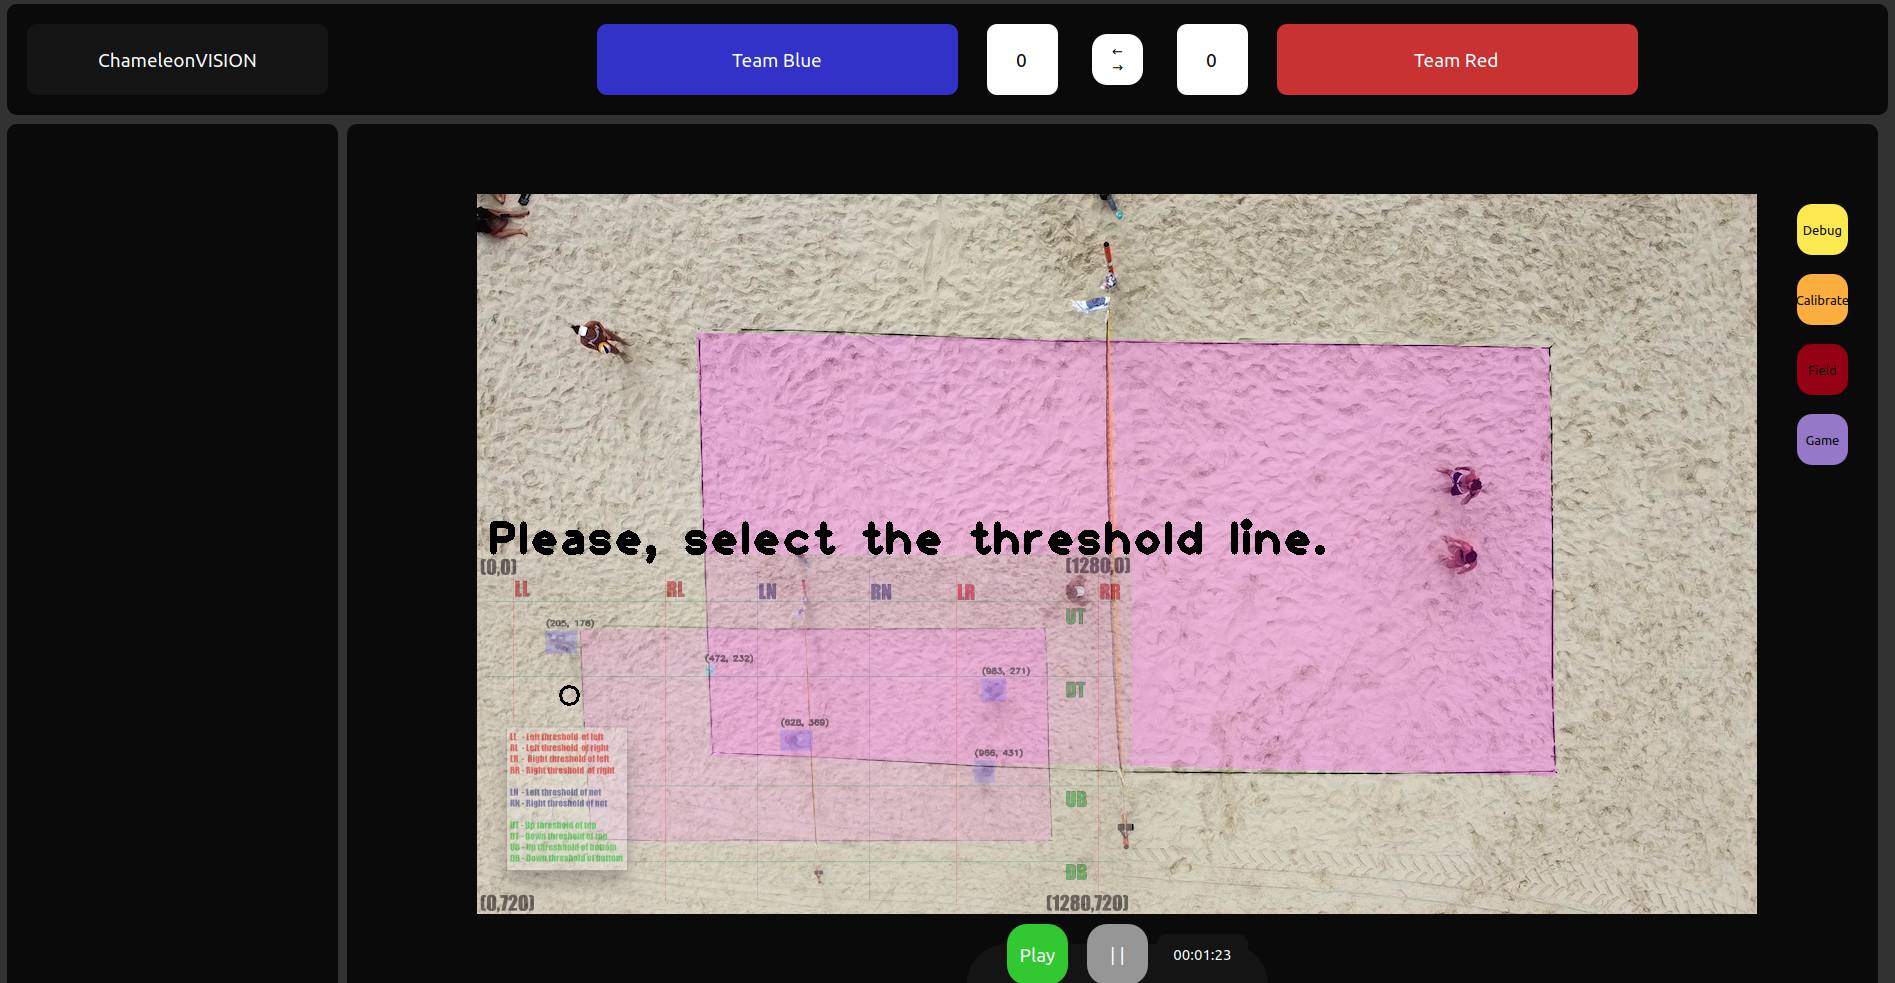 ChameleonVISION
Team Blue
0
←
→
0
Team Red
Debug
Calibrate
Field
Game
Please, select the threshold line.
(0,0)
(1280,0)
LL
RL
LN
RN
LR
RR
UT
(205, 178)
(472, 232)
(983, 271)
DT
(628, 369)
(966, 431)
LL - Left threshold of left
RL - Left threshold of right
LR - Right threshold of left
RR - Right threshold of right
LN - Left threshold of not
RN - Right threshold of not
UT - Up threshold of top
DT - Down threshold of top
UB - Up threshhold of bottom
DB - Down threshold of bottom
UB
DB
(0,720)
(1280,720)
Play
||
00:01:23